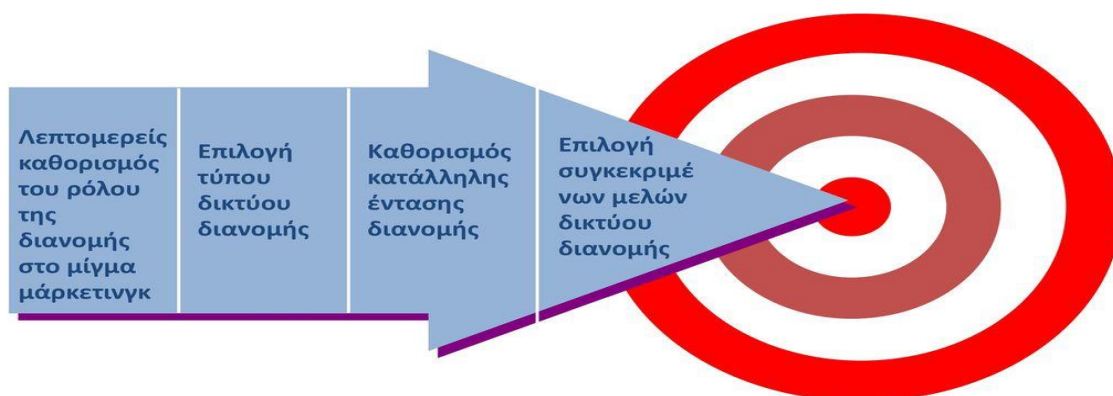 Λεπτομερείς
καθορισμός
του ρόλου
της
διανομής
στο μίγμα
μάρκετινγκ
Επιλογή
τύπου
δικτύου
διανομής
Καθορισμός
κατάλληλης
έντασης
διανομής
Επιλογή
συγκεκριμέ
νων μελών
δικτύου
διανομής